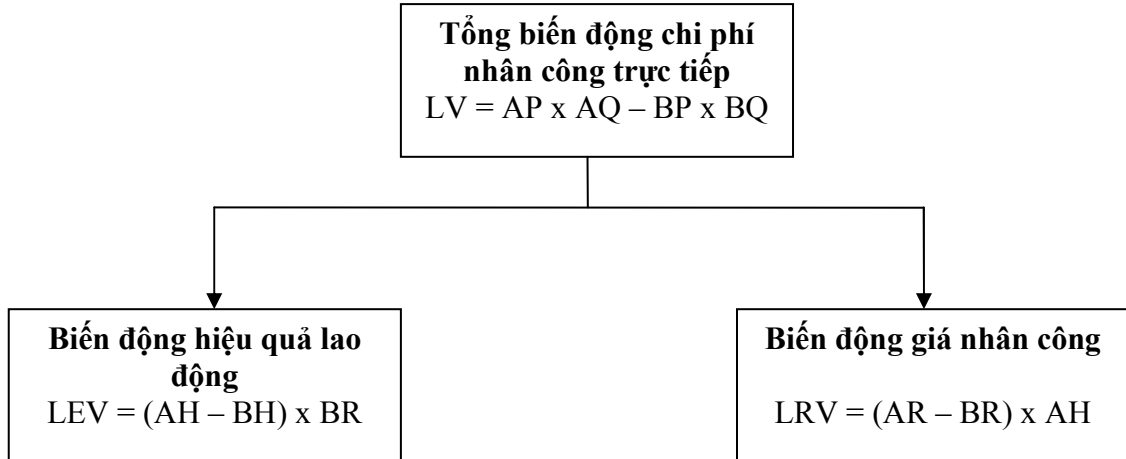 Tổng biến động chi phí
nhân công trực tiếp
LV = AP x AQ – BP x BQ
Biến động hiệu quả lao
động
LEV = (AH – BH) x BR
Biến động giá nhân công
LRV = (AR – BR) x AH